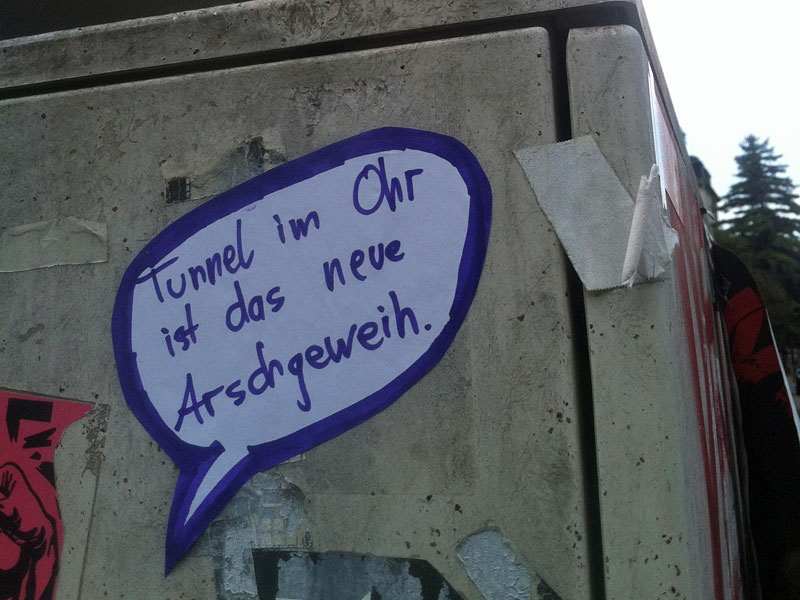 Tunnel im Ohr
ist das neue
Arschgeweih.